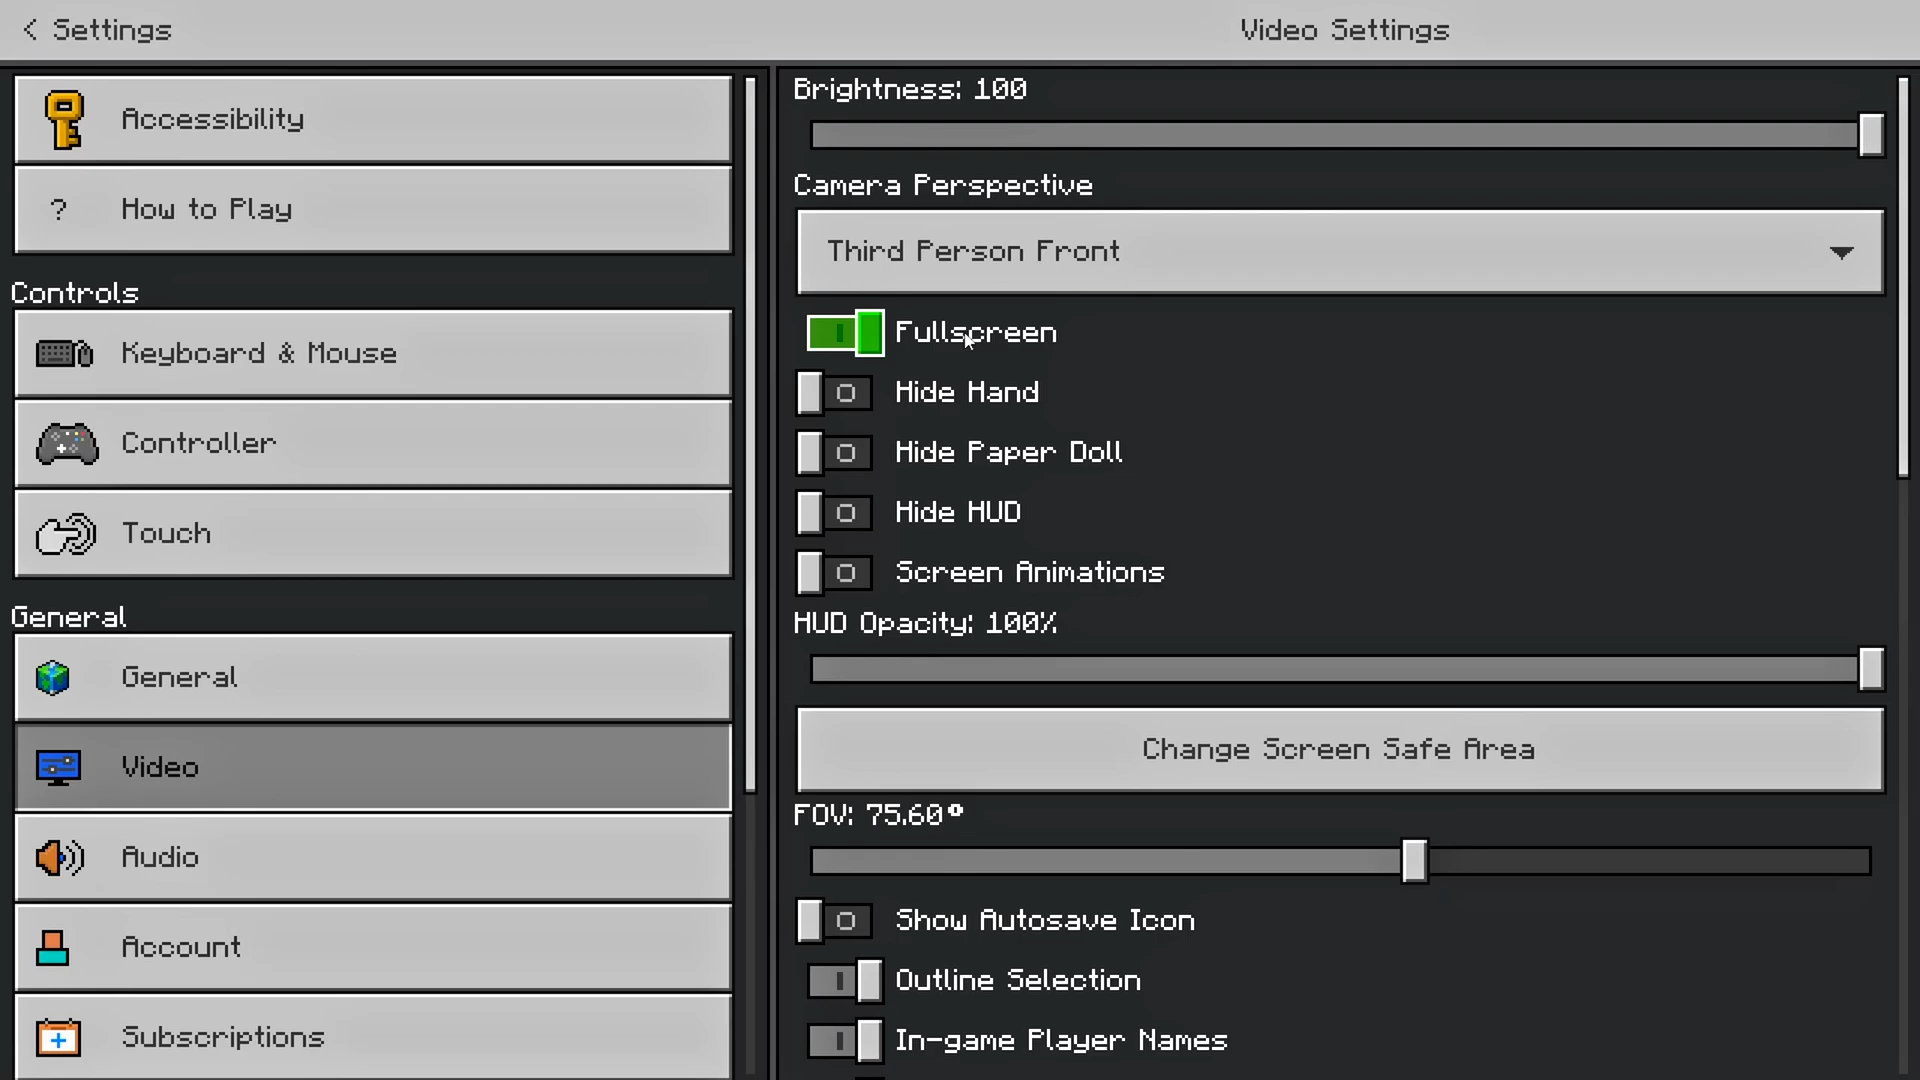 Settings
Video Settings
Accessibility
? How to Play
Controls
Keyboard & Mouse
Controller
Touch
General
General
Video
Audio
Account
Subscriptions
Brightness: 100
Camera Perspective
Third Person Front
Fullscreen
Hide Hand
Hide Paper Doll
Hide HUD
Screen Animations
HUD Opacity: 100%
Change Screen Safe Area
FOV: 75.60°
Show Autosave Icon
Outline Selection
In-game Player Names